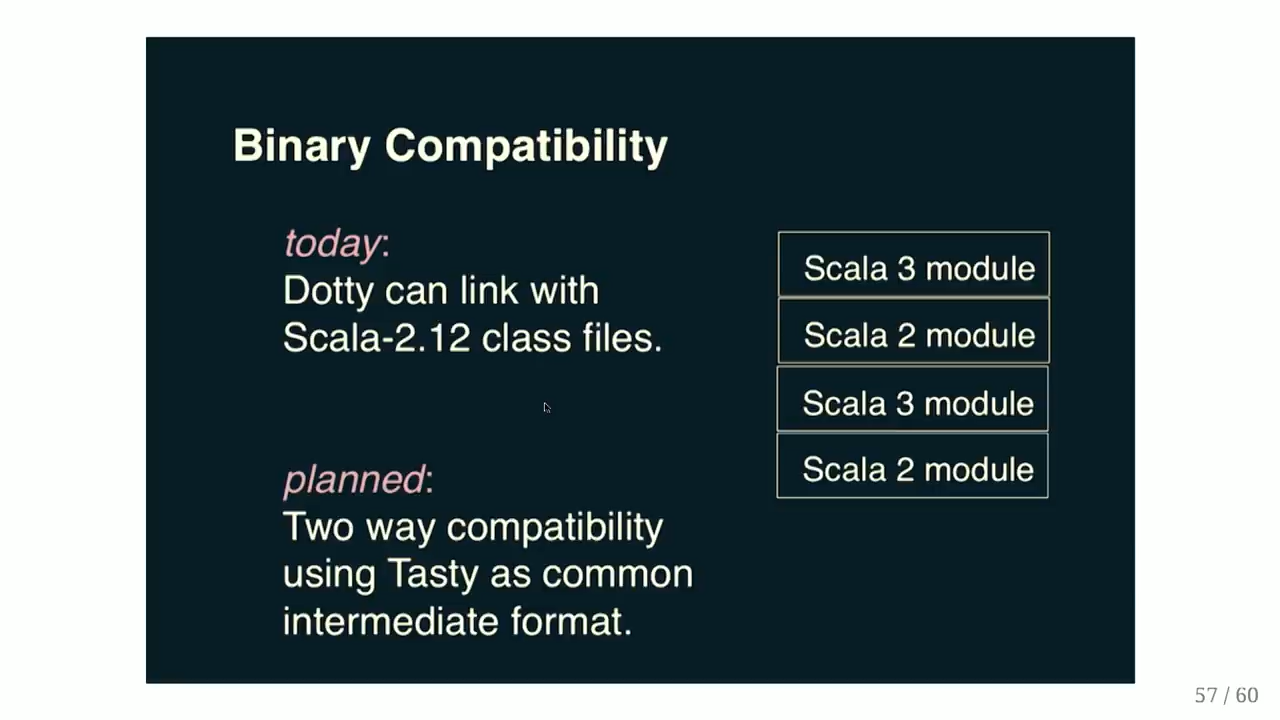 Binary Compatibility
today:
Dotty can link with
Scala-2.12 class files.
planned:
Two way compatibility
using Tasty as common
intermediate format.
Scala 3 module
Scala 2 module
Scala 3 module
Scala 2 module
57 / 60